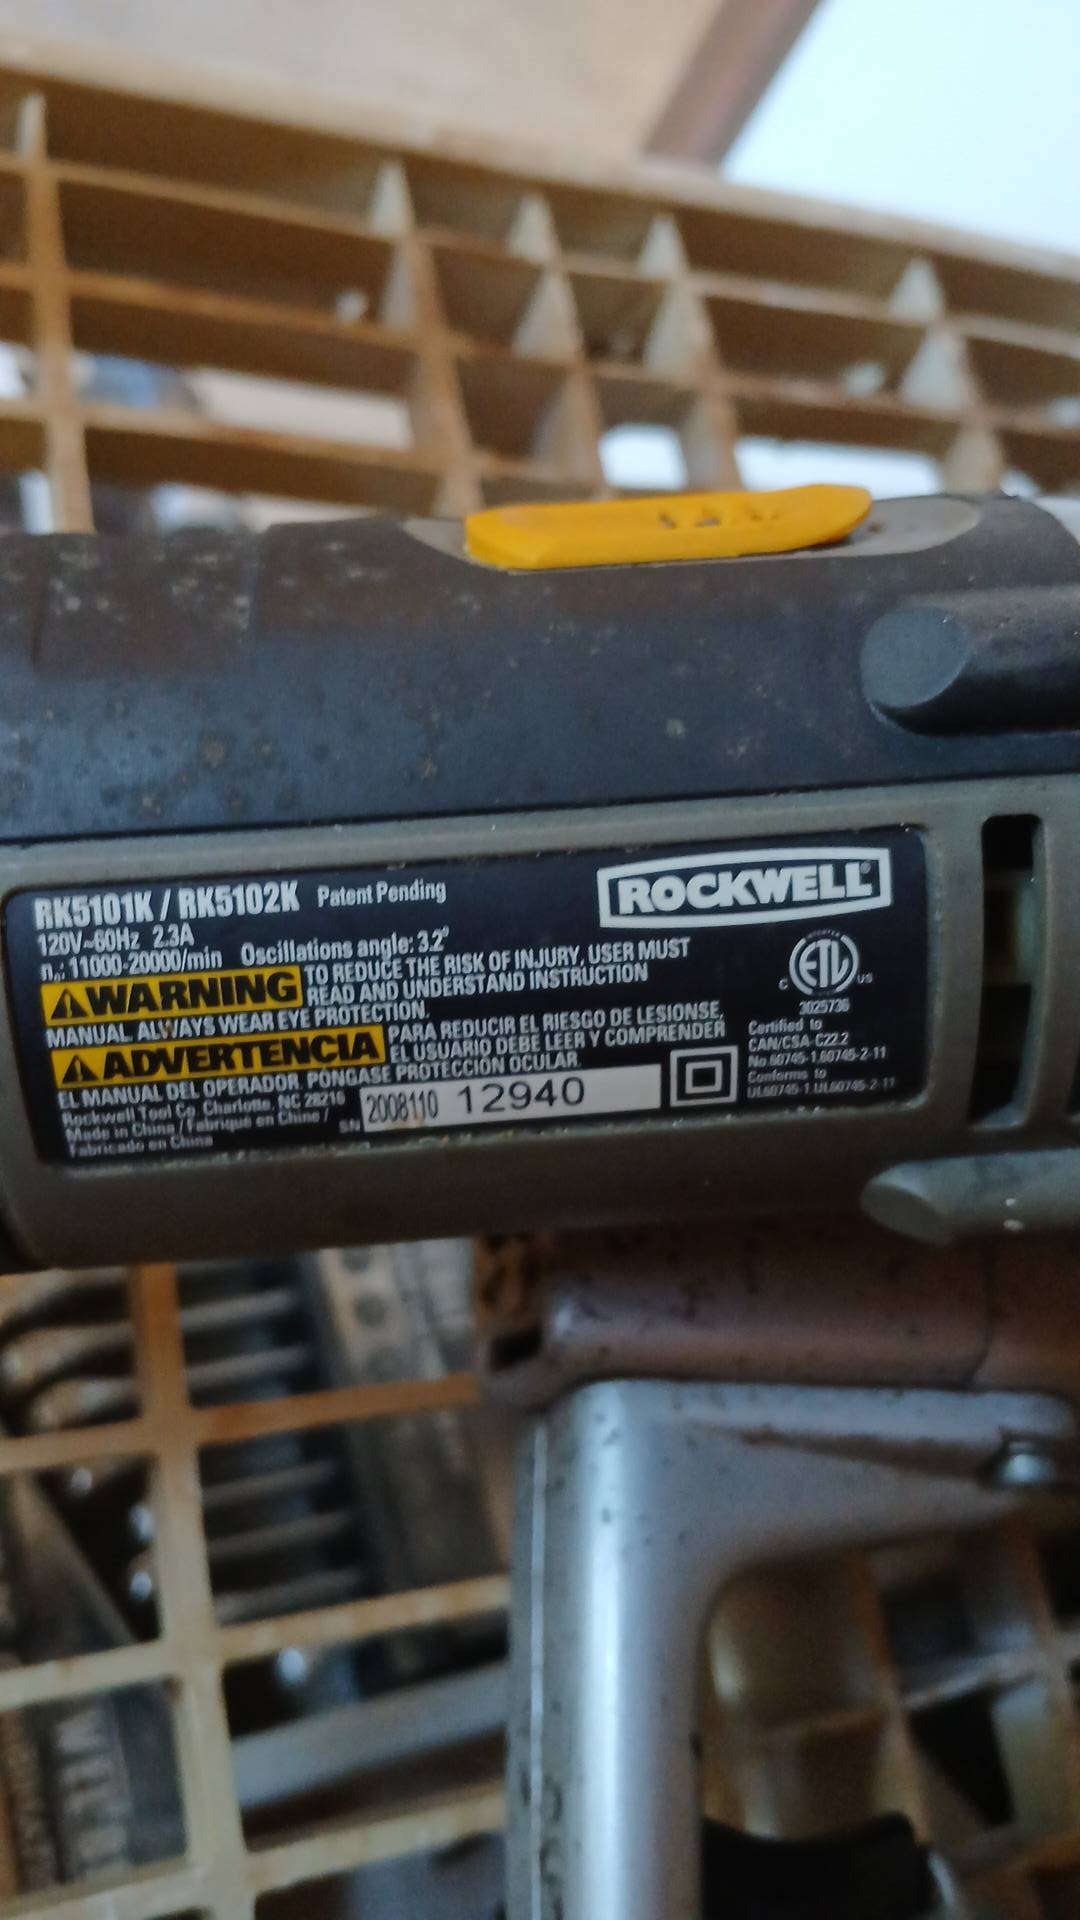 RK5101K / RK5102K Patent Pending
ROCKWELL®
120V~60Hz 2.3A
n₀: 11000-20000/min Oscillations angle: 3.2°
WARNING TO REDUCE THE RISK OF INJURY, USER MUST
READ AND UNDERSTAND INSTRUCTION
MANUAL. ALWAYS WEAR EYE PROTECTION.
ADVERTENCIA PARA REDUCIR EL RIESGO DE LESIONSE,
EL USUARIO DEBE LEER Y COMPRENDER
EL MANUAL DEL OPERADOR. PÓNGASE PROTECCIÓN OCULAR.
Rockwell Tool Co. Charlotte, NC 28216
Made in China / Fabriqué en Chine /
Fabricado en China
SN 2008110 12940
ETL
C US
3025736
Certified to
CAN/CSA-C22.2
No.60745-1.60745-2-11
Conforms to
UL60745-1.UL60745-2-11